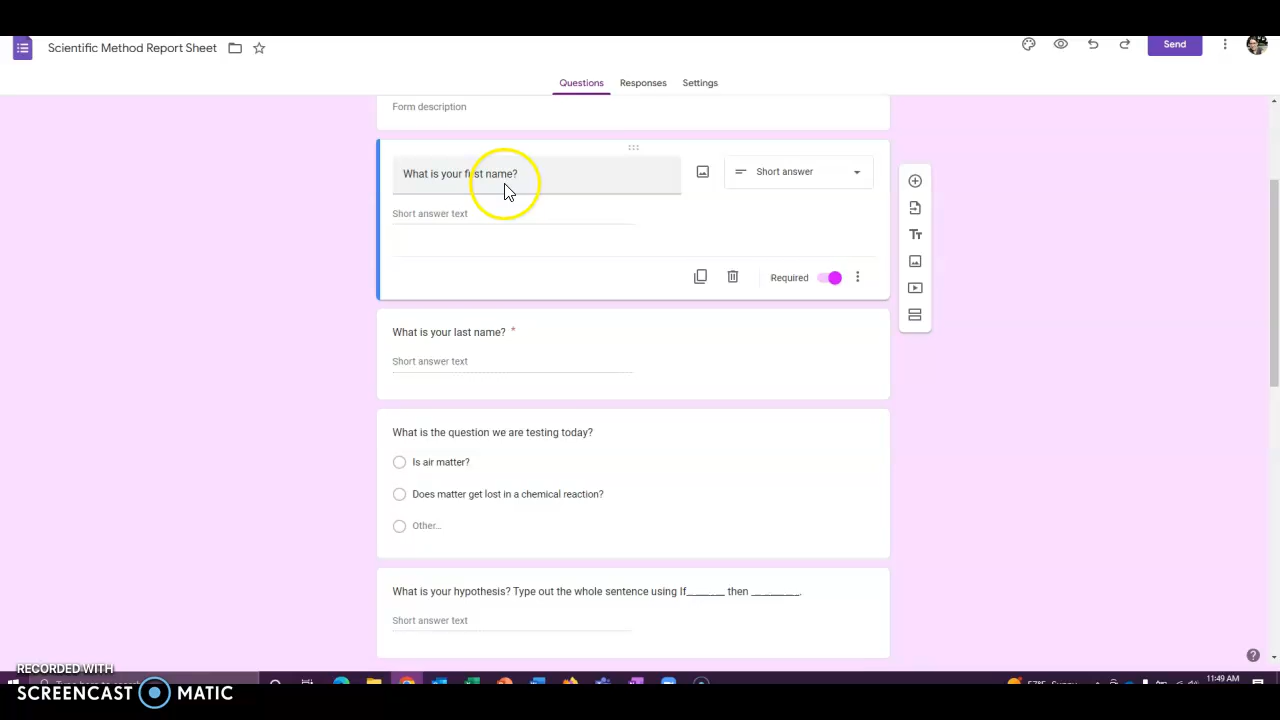 Scientific Method Report Sheet
Send
Questions Responses Settings
Form description
What is your first name?
Short answer
Short answer text
Required
What is your last name? *
Short answer text
What is the question we are testing today?
Is air matter?
Does matter get lost in a chemical reaction?
Other...
What is your hypothesis? Type out the whole sentence using If_______ then _________.
Short answer text
RECORDED WITH
SCREENCAST MATIC
57°F Sunny
11:49 AM